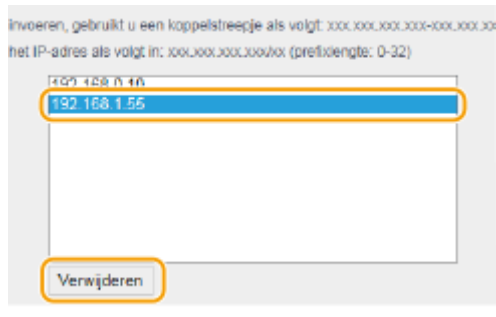 invoeren, gebruikt u een koppelstreepje als volgt: xxx.xxx.xxx.xxx-xxx.xxx.xx
het IP-adres als volgt in: xxx.xxx.xxx.xxx/xx (prefixlengte: 0-32)
192.168.0.10
192.168.1.55
Verwijderen